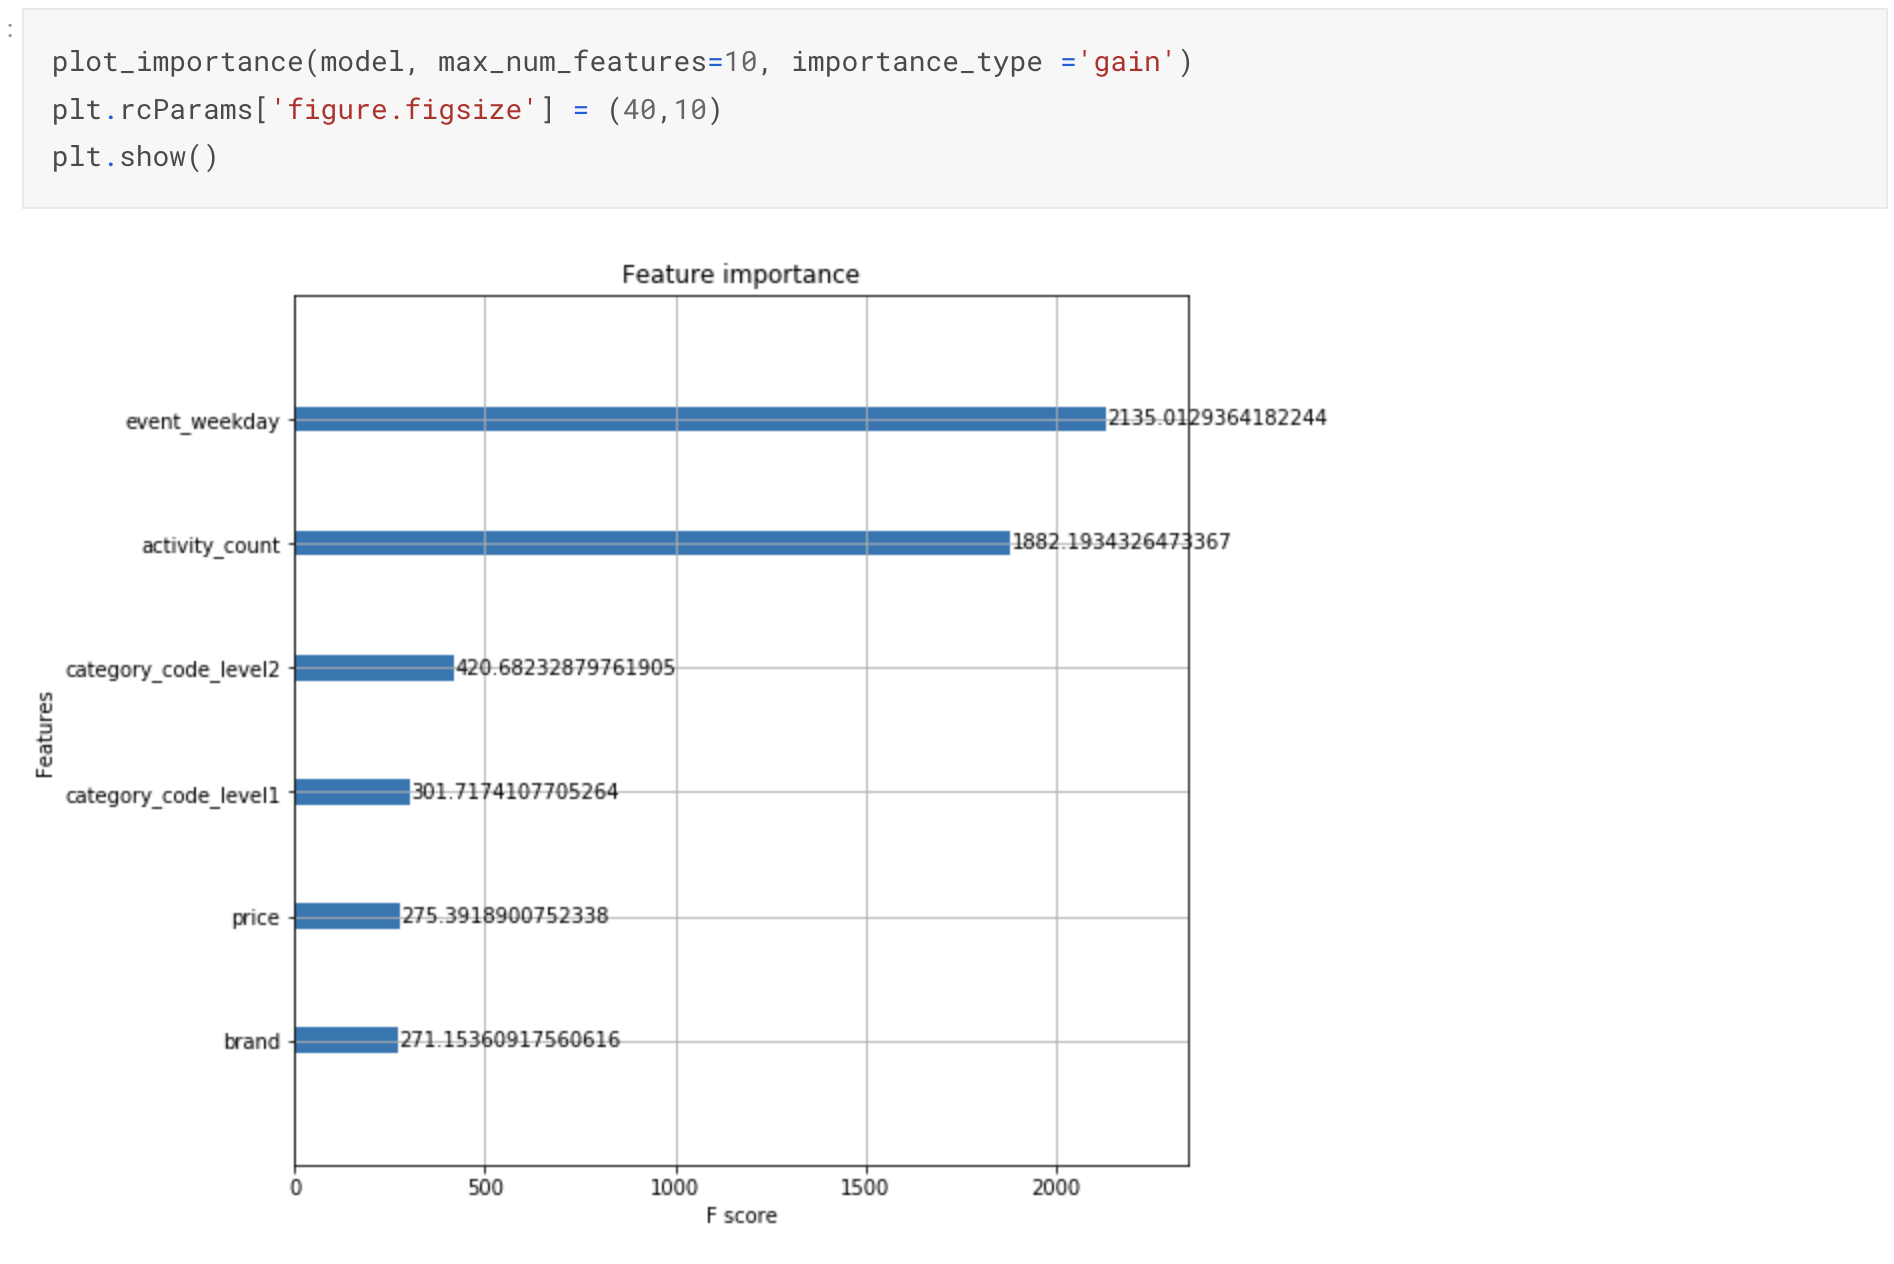 :
plot_importance(model, max_num_features=10, importance_type ='gain')
plt.rcParams['figure.figsize'] = (40,10)
plt.show()
Feature importance
event_weekday 2135.0129364182244
activity_count 1882.1934326473367
category_code_level2 420.68232879761905
category_code_level1 301.7174107705264
price 275.3918900752338
brand 271.15360917560616
Features
0 500 1000 1500 2000
F score